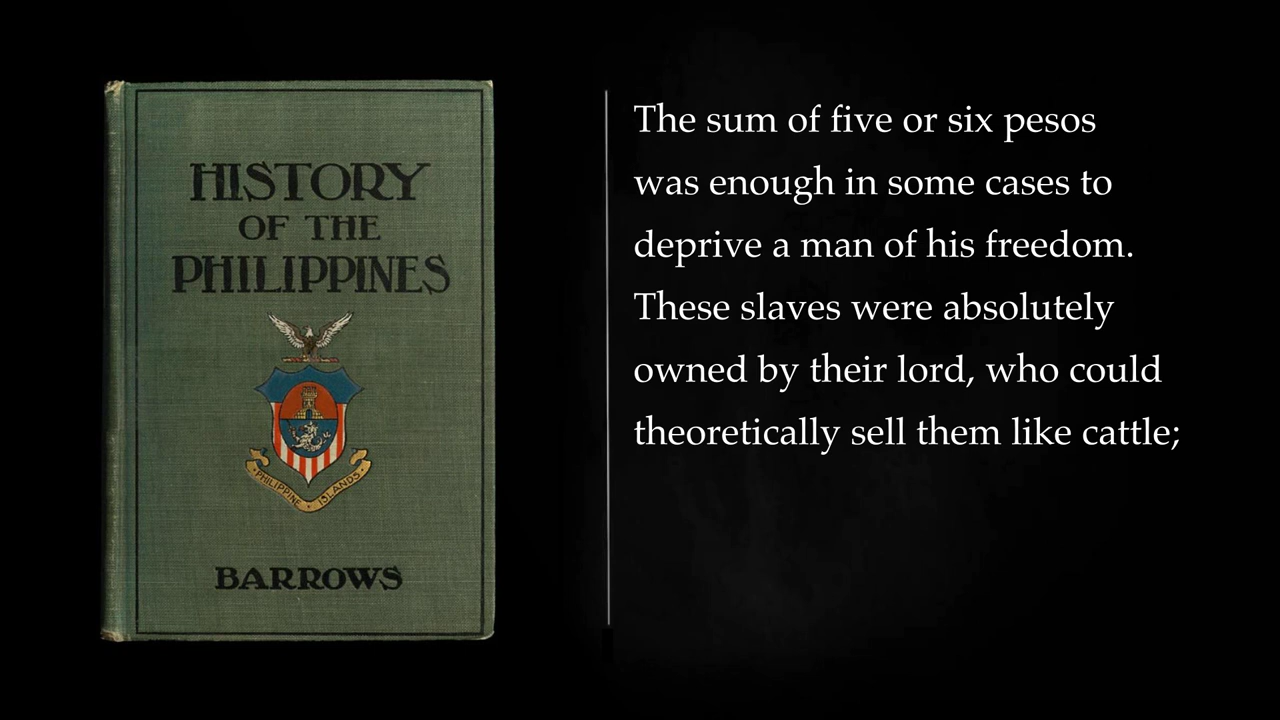 HISTORY
OF THE
PHILIPPINES
PHILIPPINE ISLANDS
BARROWS
The sum of five or six pesos
was enough in some cases to
deprive a man of his freedom.
These slaves were absolutely
owned by their lord, who could
theoretically sell them like cattle;